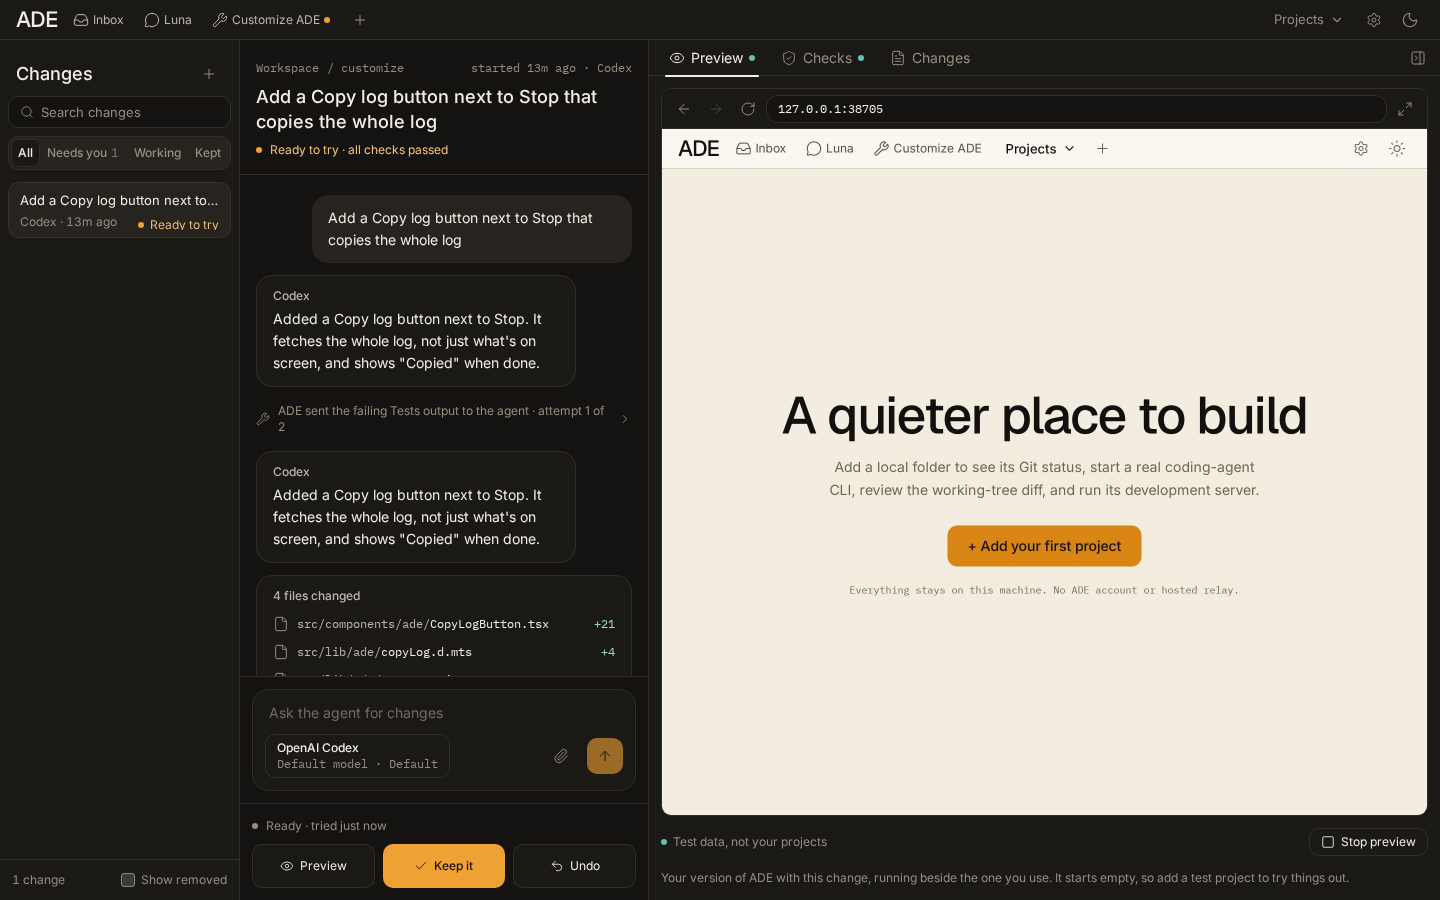 ADE
Inbox
Luna
Customize ADE
Projects
Changes
Search changes
All
Needs you 1
Working
Kept
Add a Copy log button next to...
Codex · 13m ago
Ready to try
1 change
Show removed
Workspace / customize
started 13m ago · Codex
Add a Copy log button next to Stop that
copies the whole log
Ready to try · all checks passed
Add a Copy log button next to Stop that
copies the whole log
Codex
Added a Copy log button next to Stop. It
fetches the whole log, not just what's on
screen, and shows "Copied" when done.
ADE sent the failing Tests output to the agent · attempt 1 of
2
Codex
Added a Copy log button next to Stop. It
fetches the whole log, not just what's on
screen, and shows "Copied" when done.
4 files changed
src/components/ade/CopyLogButton.tsx +21
src/lib/ade/copyLog.d.mts +4
Ask the agent for changes
OpenAI Codex
Default model · Default
Ready · tried just now
Preview
Keep it
Undo
Preview
Checks
Changes
127.0.0.1:38705
ADE
Inbox
Luna
Customize ADE
Projects
A quieter place to build
Add a local folder to see its Git status, start a real coding-agent
CLI, review the working-tree diff, and run its development server.
+ Add your first project
Everything stays on this machine. No ADE account or hosted relay.
Test data, not your projects
Stop preview
Your version of ADE with this change, running beside the one you use. It starts empty, so add a test project to try things out.